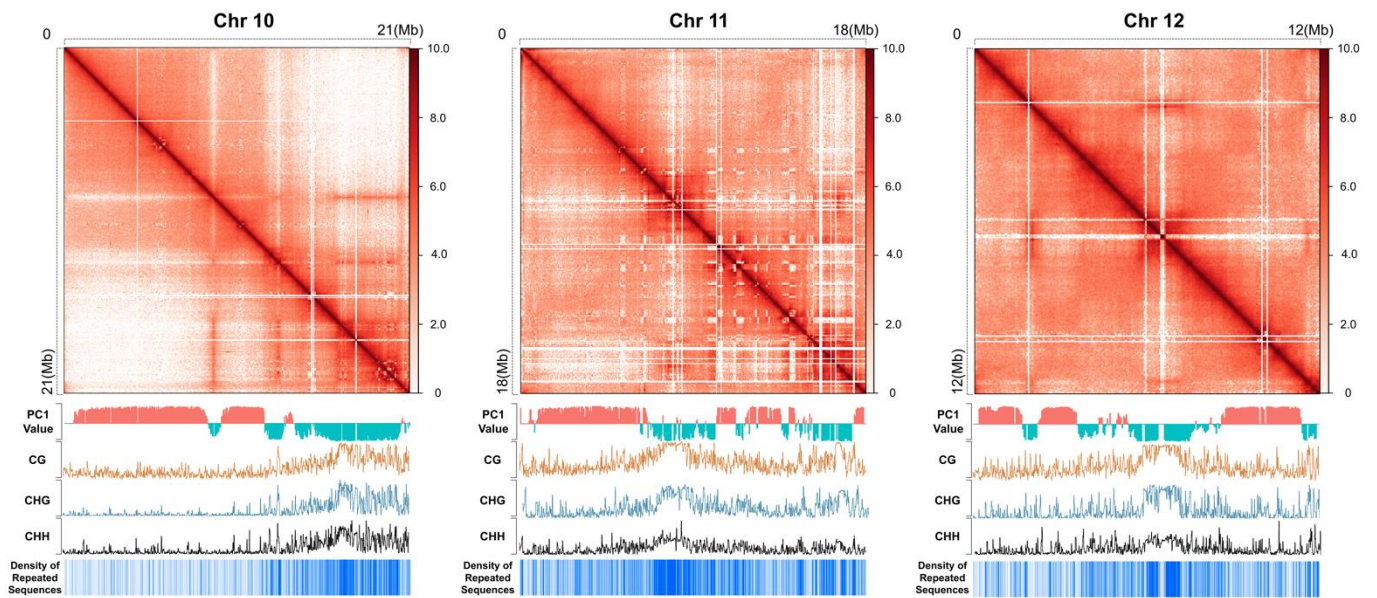 Chr 10
0
21(Mb)
10.0
8.0
6.0
4.0
2.0
0
21(Mb)
PC1
Value
CG
CHG
CHH
Density of
Repeated
Sequences
Chr 11
0
18(Mb)
10.0
8.0
6.0
4.0
2.0
0
18(Mb)
PC1
Value
CG
CHG
CHH
Density of
Repeated
Sequences
Chr 12
0
12(Mb)
10.0
8.0
6.0
4.0
2.0
0
12(Mb)
PC1
Value
CG
CHG
CHH
Density of
Repeated
Sequences